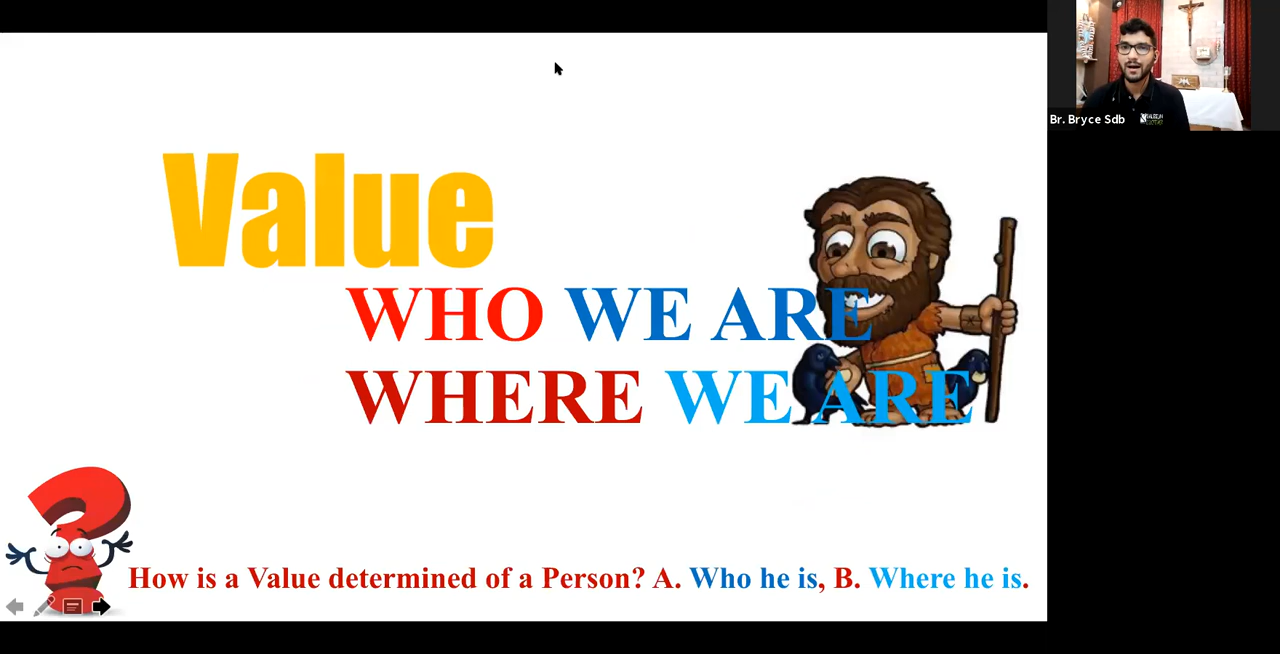 Value
WHO WE ARE
WHERE WE ARE
How is a Value determined of a Person? A. Who he is, B. Where he is.
Br. Bryce Sdb